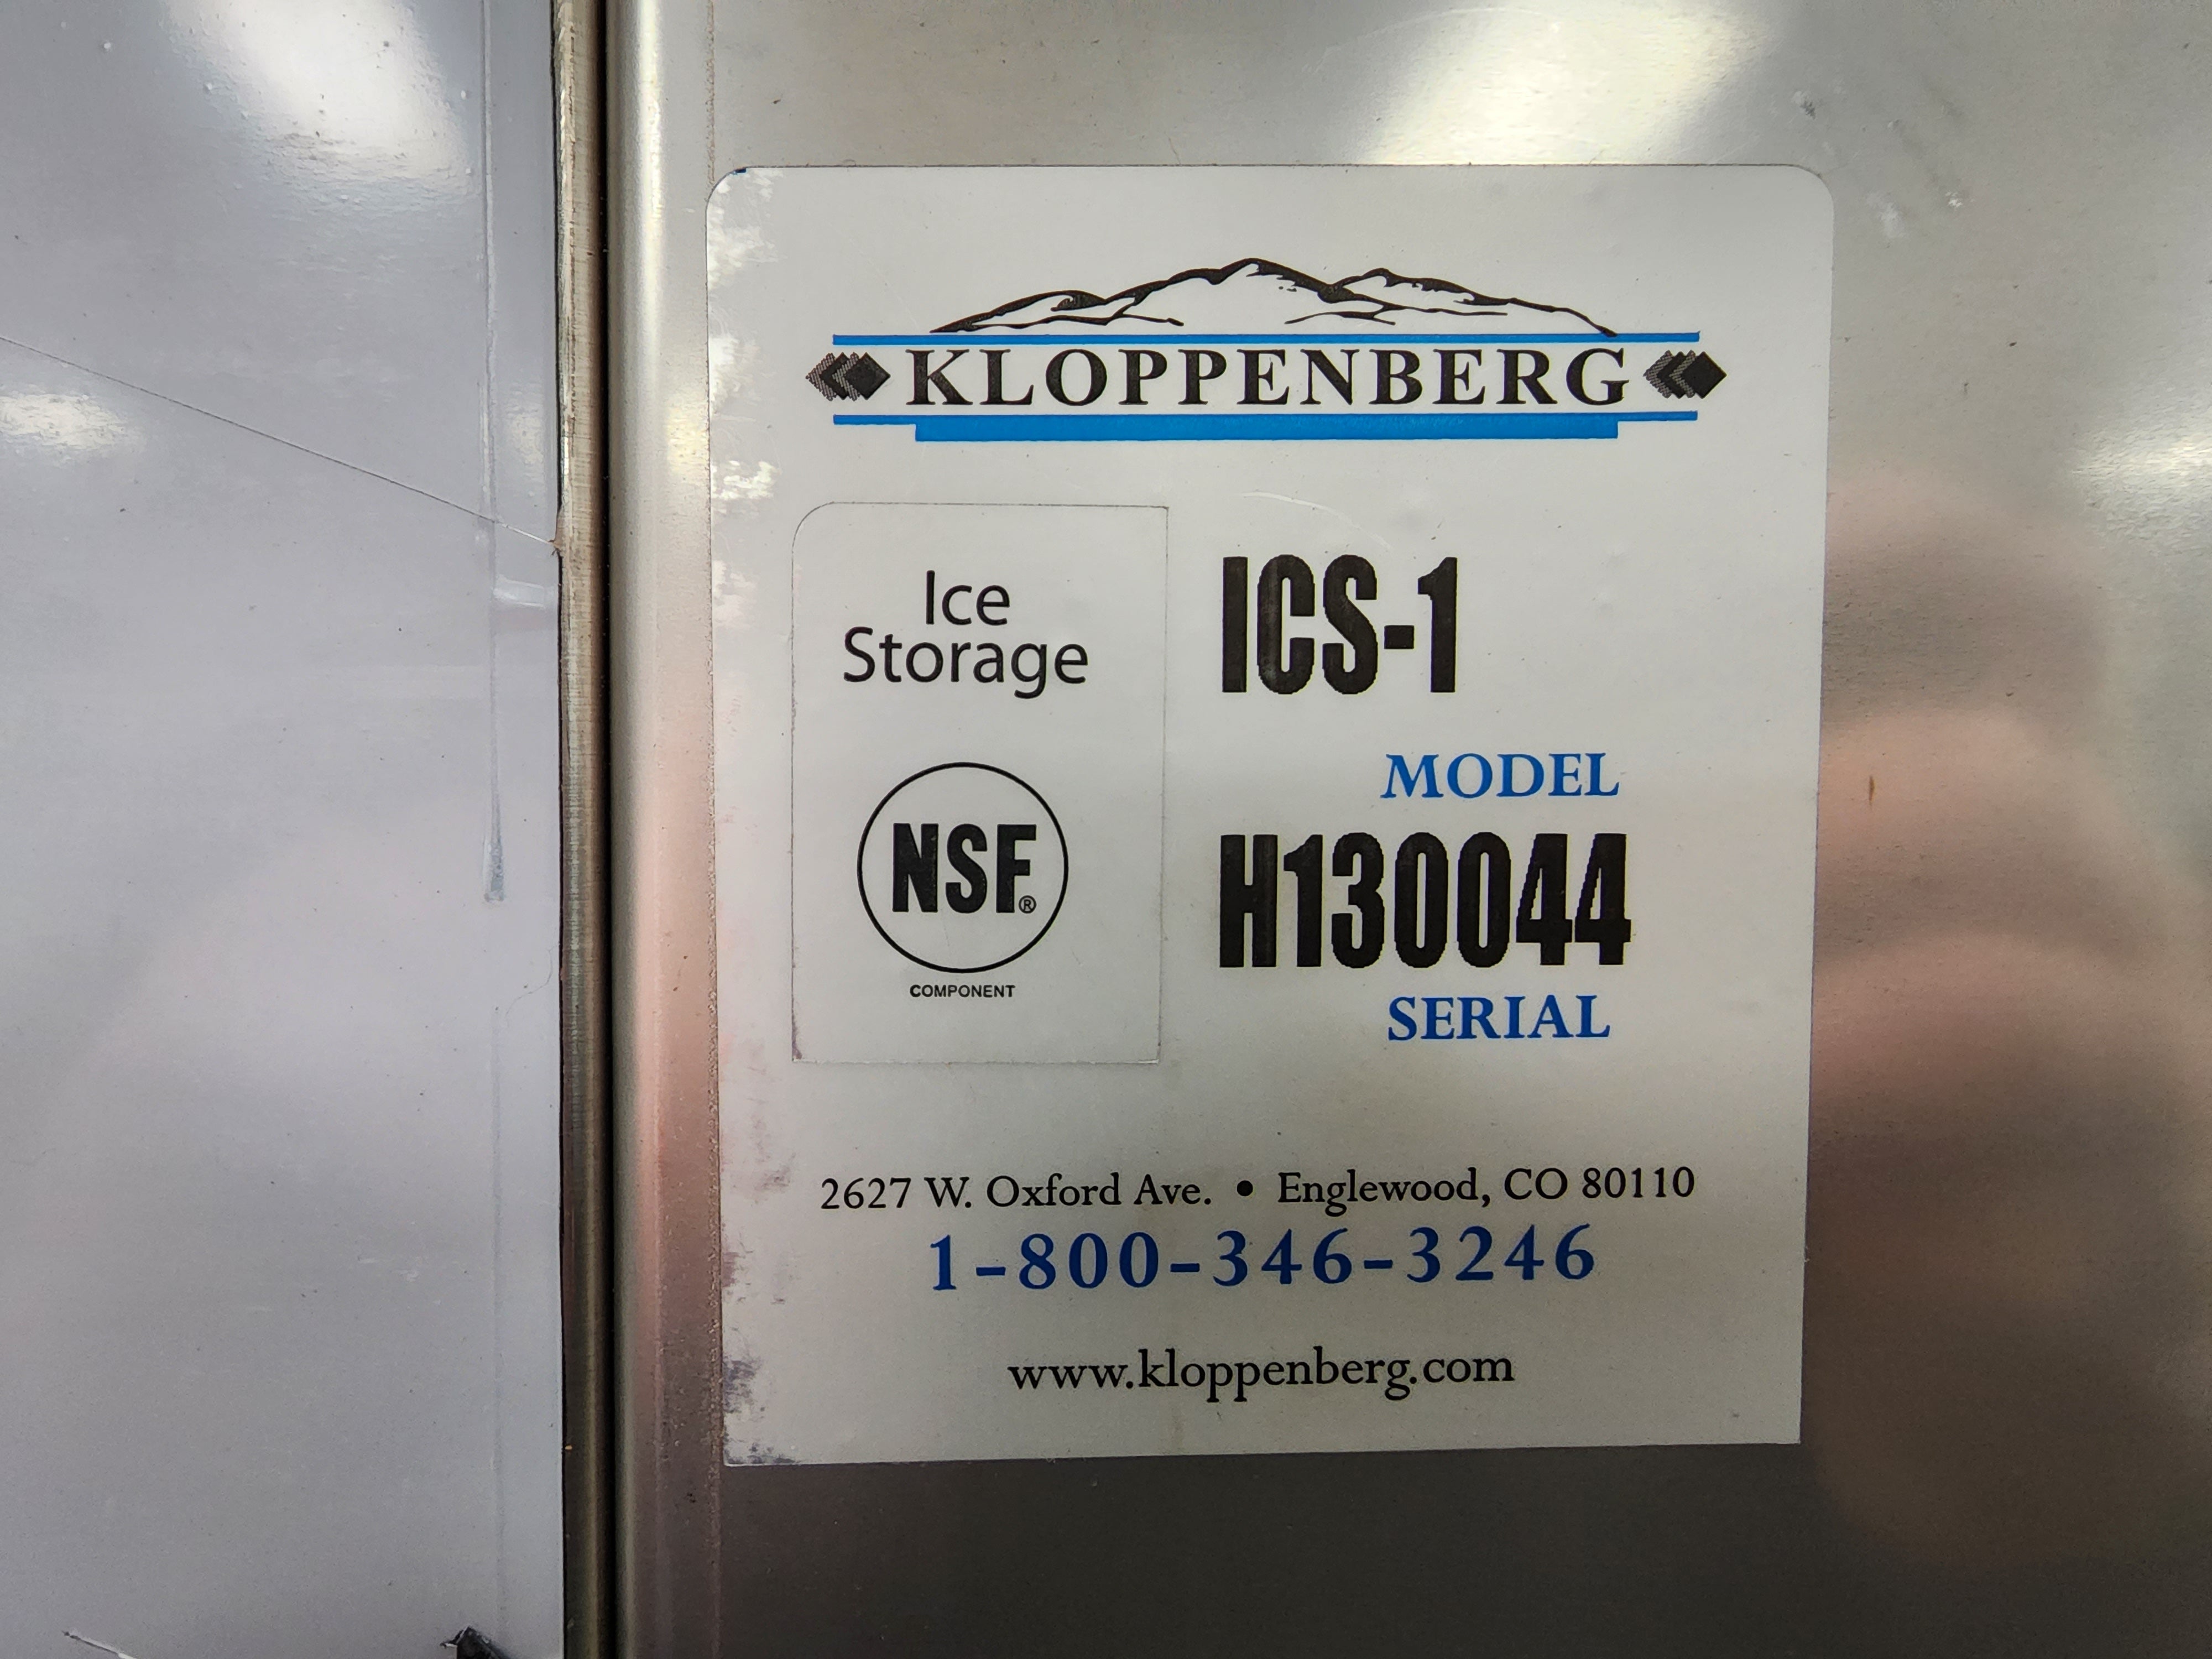 KLOPPENBERG
Ice
Storage
NSF®
COMPONENT
ICS-1
MODEL
H130044
SERIAL
2627 W. Oxford Ave. • Englewood, CO 80110
1-800-346-3246
www.kloppenberg.com